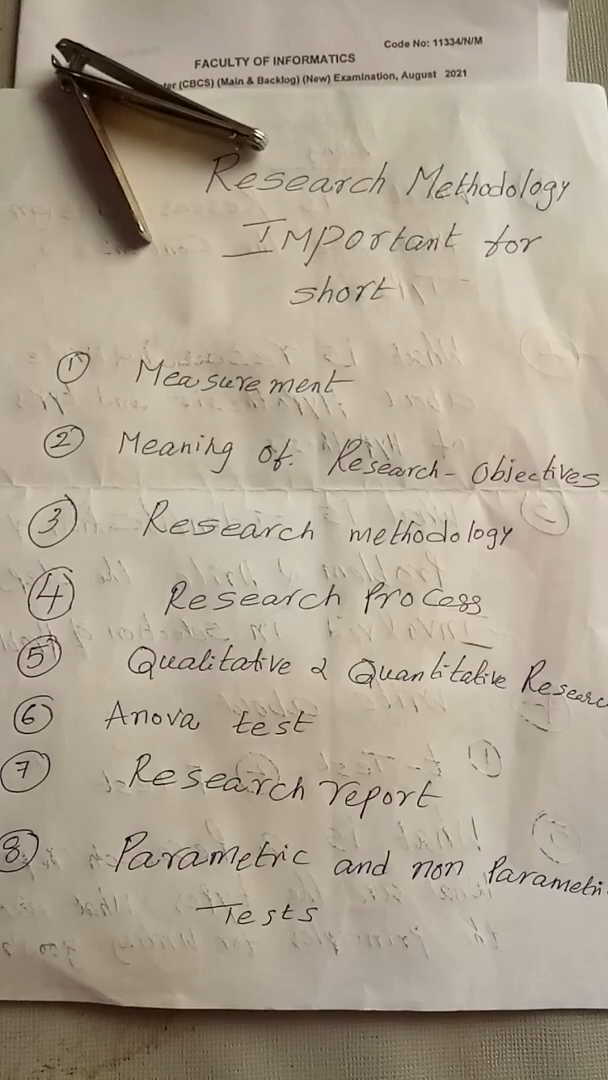 Code No: 11334/N/M
FACULTY OF INFORMATICS
(CBCS) (Main & Backlog) (New) Examination, August 2021
Research Methodology
Important for
short
① Measurement
② Meaning of Research - Objectives
③ Research methodology
④ Research Process
⑤ Qualitative & Quantitative Researc
⑥ Anova test
⑦ Research report
⑧ Parametric and non Parametri
Tests